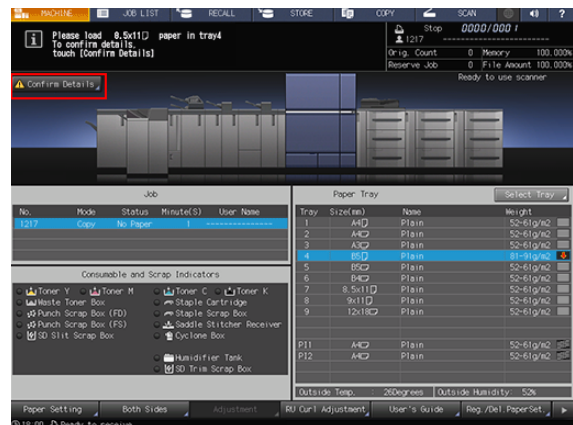 MACHINE JOB LIST RECALL STORE COPY SCAN ?
Please load 8.5x11 paper in tray4
To confirm details,
touch [Confirm Details]
Stop 0000/0001
1217
Orig. Count 0 Memory 100.000%
Reserve Job 0 File Amount 100.000%
Ready to use scanner
Confirm Details
Job
No. Mode Status Minute(S) User Name
1217 Copy No Paper 1 --------------
Paper Tray Select Tray
Tray Size(mm) Name Weight
1 A4 Plain 52-61g/m2
2 A4 Plain 52-61g/m2
3 A3 Plain 52-61g/m2
4 B5 Plain 81-91g/m2
5 B5 Plain 52-61g/m2
6 B4 Plain 52-61g/m2
7 8.5x11 Plain 52-61g/m2
8 9x11 Plain 52-61g/m2
9 12x18 Plain 52-61g/m2
PI1 A4 Plain 52-61g/m2
PI2 A4 Plain 52-61g/m2
Consumable and Scrap Indicators
Toner Y Toner M Toner C Toner K
Waste Toner Box Staple Cartridge
Punch Scrap Box (FD) Staple Scrap Box
Punch Scrap Box (FS) Saddle Stitcher Receiver
SD Slit Scrap Box Cyclone Box
Humidifier Tank
SD Trim Scrap Box
Outside Temp. : 26Degrees Outside Humidity: 52%
Paper Setting Both Sides Adjustment RU Curl Adjustment User's Guide Reg./Del.PaperSet.
Ready to receive